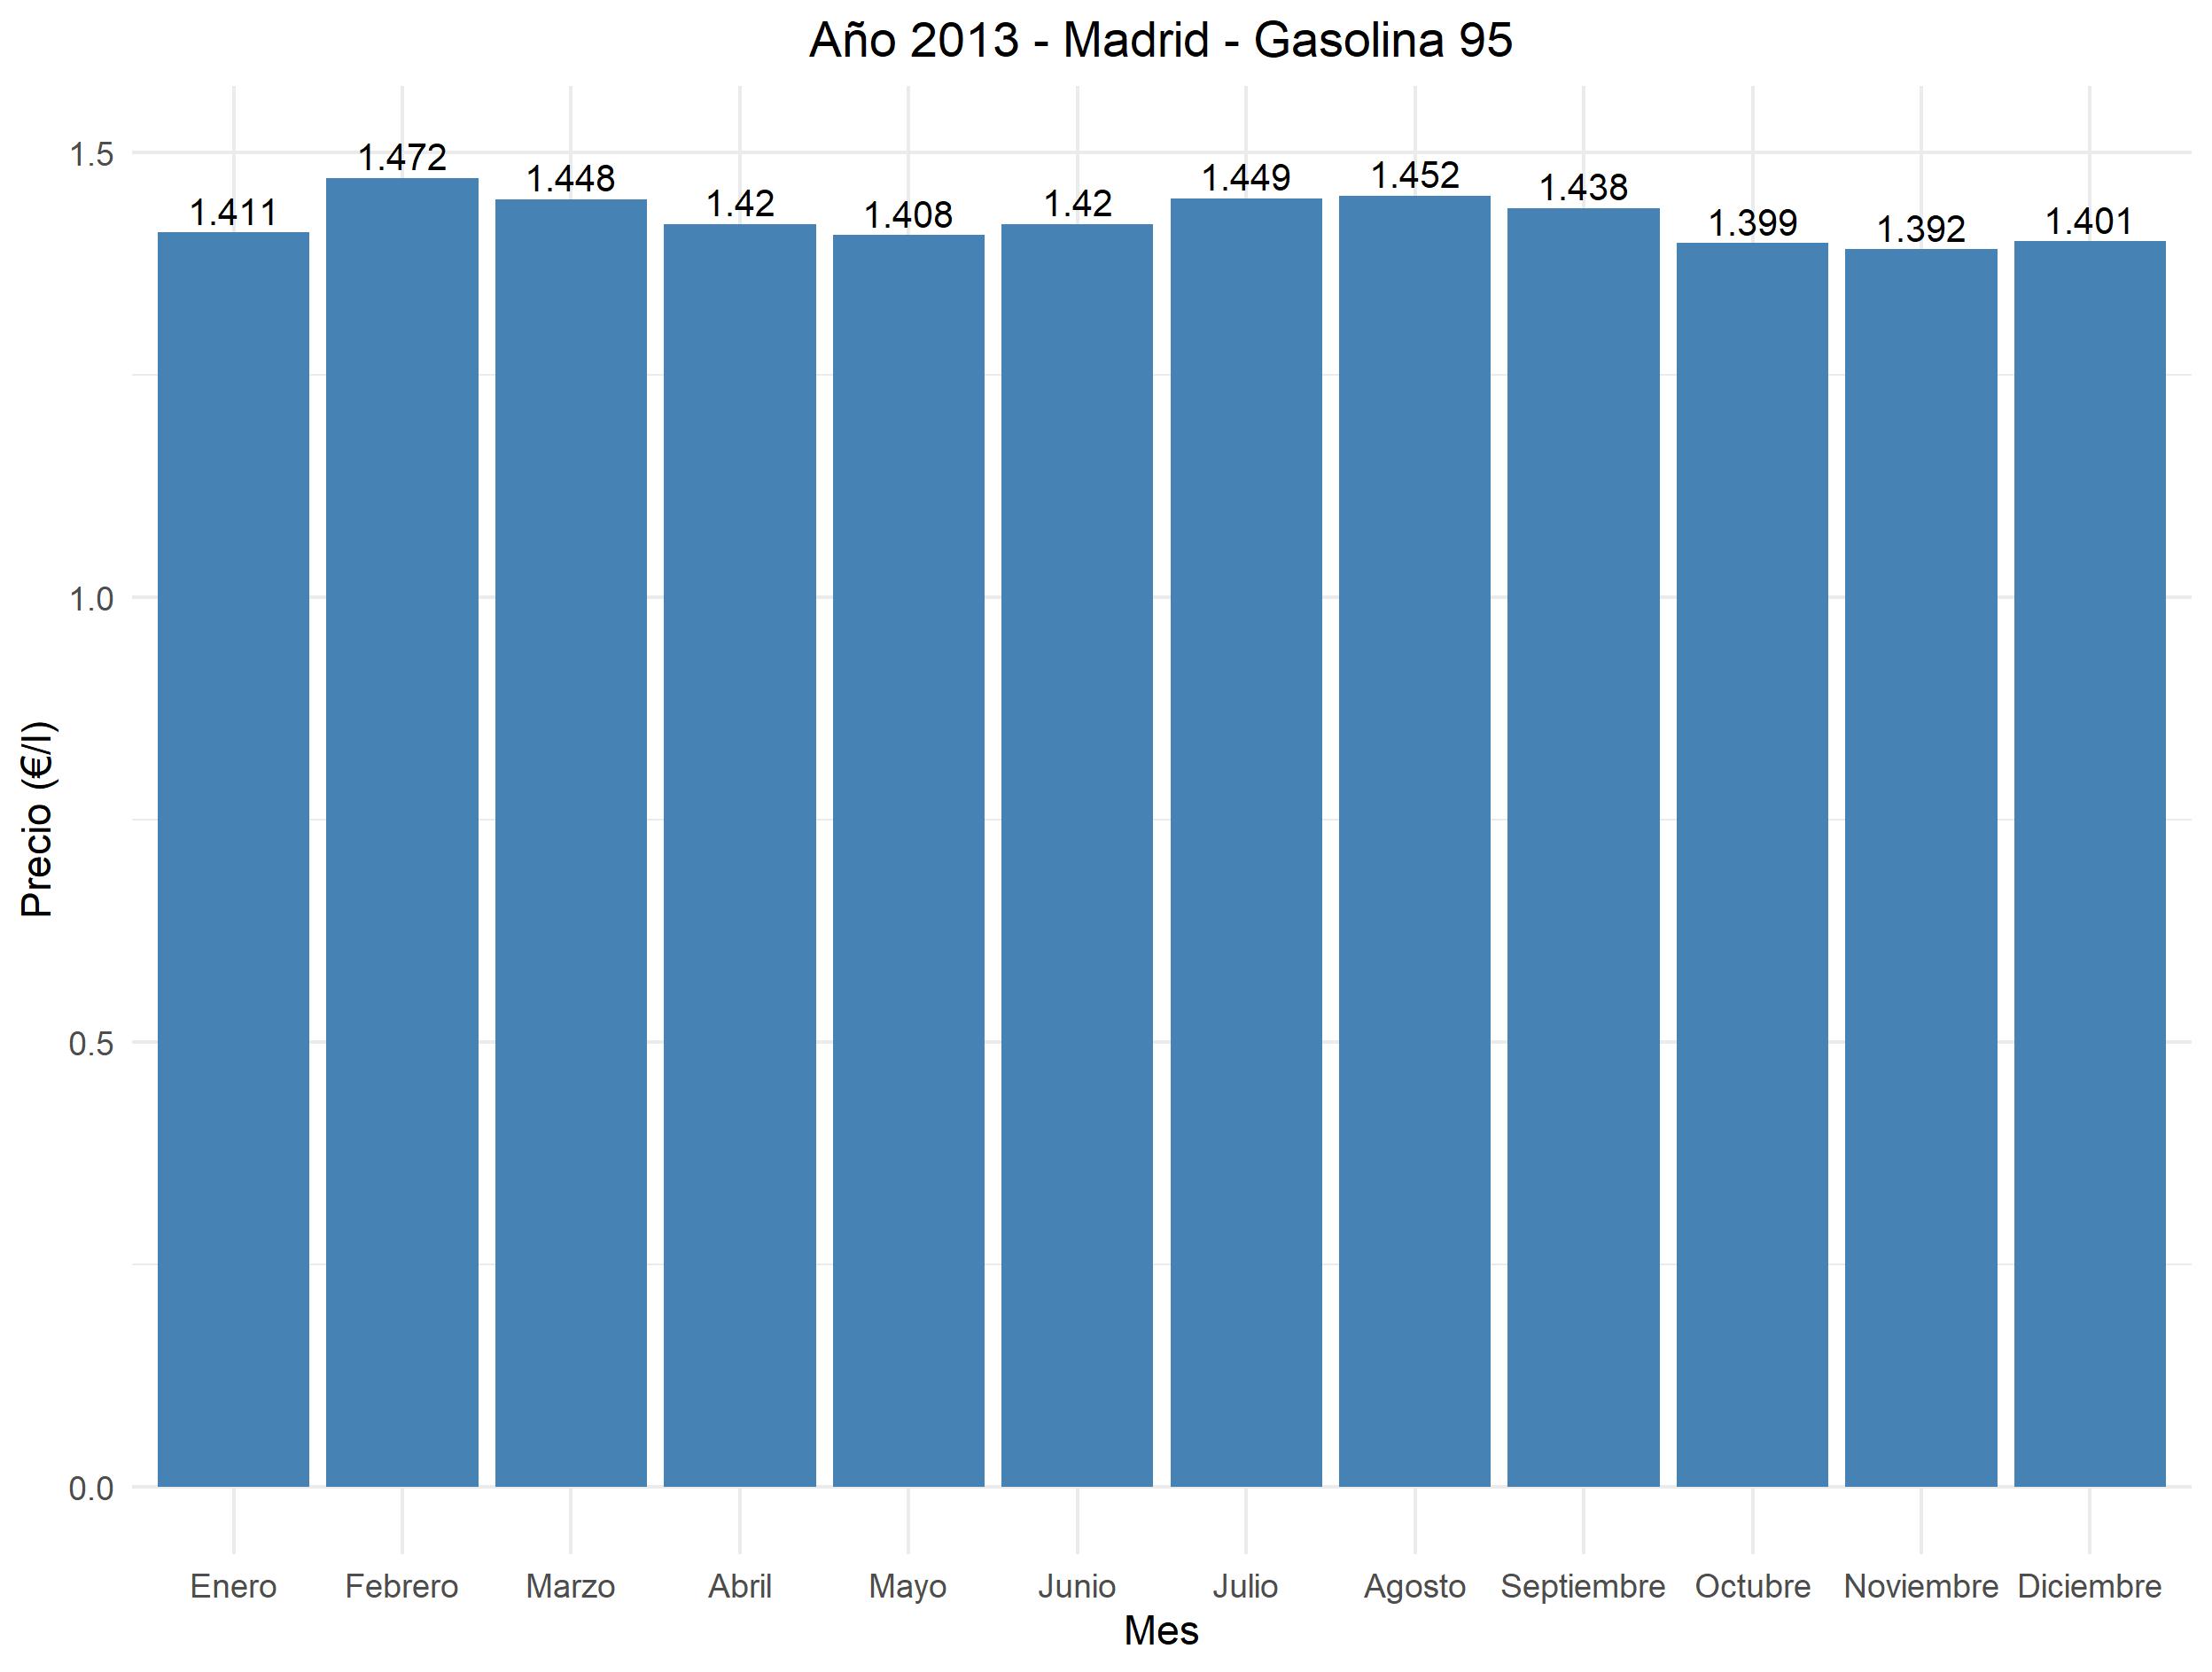 Año 2013 - Madrid - Gasolina 95
1.5
1.0
0.5
0.0
Precio (€/l)
1.411
1.472
1.448
1.42
1.408
1.42
1.449
1.452
1.438
1.399
1.392
1.401
Enero
Febrero
Marzo
Abril
Mayo
Junio
Julio
Agosto
Septiembre
Octubre
Noviembre
Diciembre
Mes